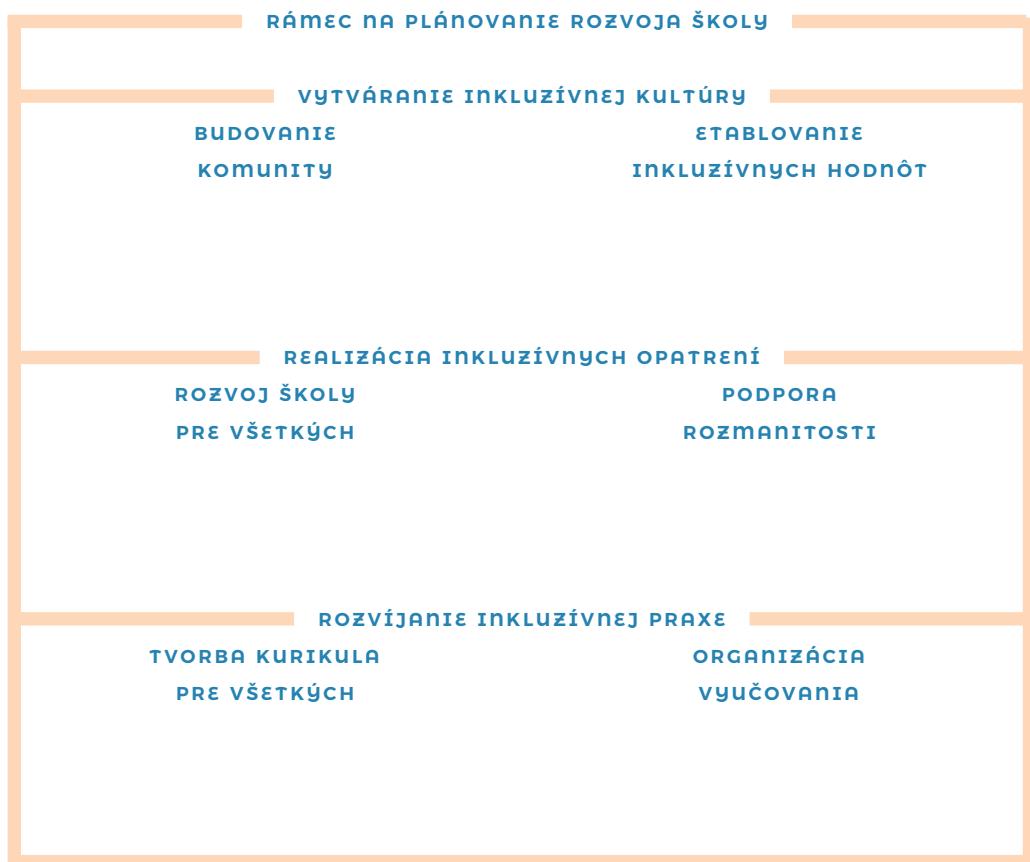 RÁMEC NA PLÁNOVANIE ROZVOJA ŠKOLY
VYTVÁRANIE INKLUZÍVNEJ KULTÚRY
BUDOVANIE
KOMUNITY
ETABLOVANIE
INKLUZÍVNYCH HODNÔT
REALIZÁCIA INKLUZÍVNYCH OPATRENÍ
ROZVOJ ŠKOLY
PRE VŠETKÝCH
PODPORA
ROZMANITOSTI
ROZVÍJANIE INKLUZÍVNEJ PRAXE
TVORBA KURIKULA
PRE VŠETKÝCH
ORGANIZÁCIA
VYUČOVANIA